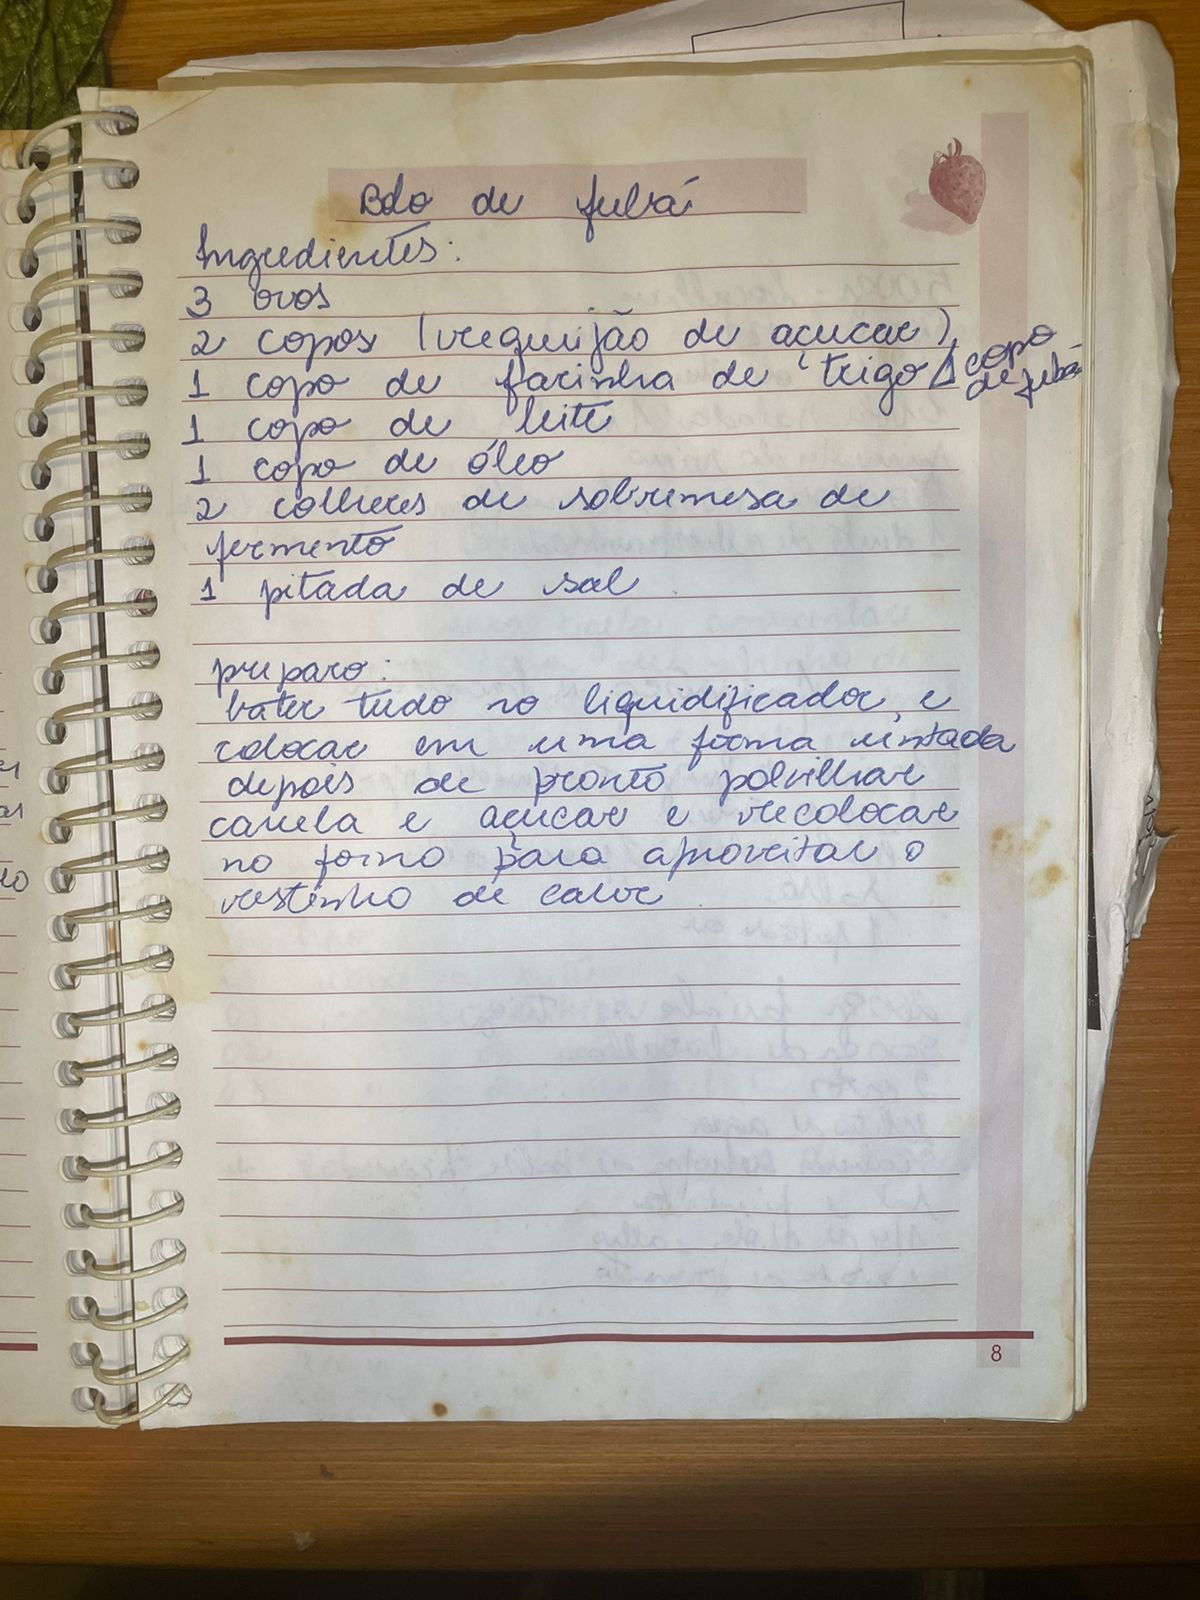 Bolo de fubá
Ingredientes:
3 ovos
2 copos (requeijão de açucar)
1 copo de farinha de trigo 1 copo de fubá
1 copo de leite
1 copo de óleo
2 colheres de sobremesa de
fermento
1 pitada de sal.
preparo:
bater tudo no liquidificador, e
colocar em uma forma untada
depois de pronto polvilhar
canela e açucar e recolocar
no forno para aproveitar o
restinho de calor.
8